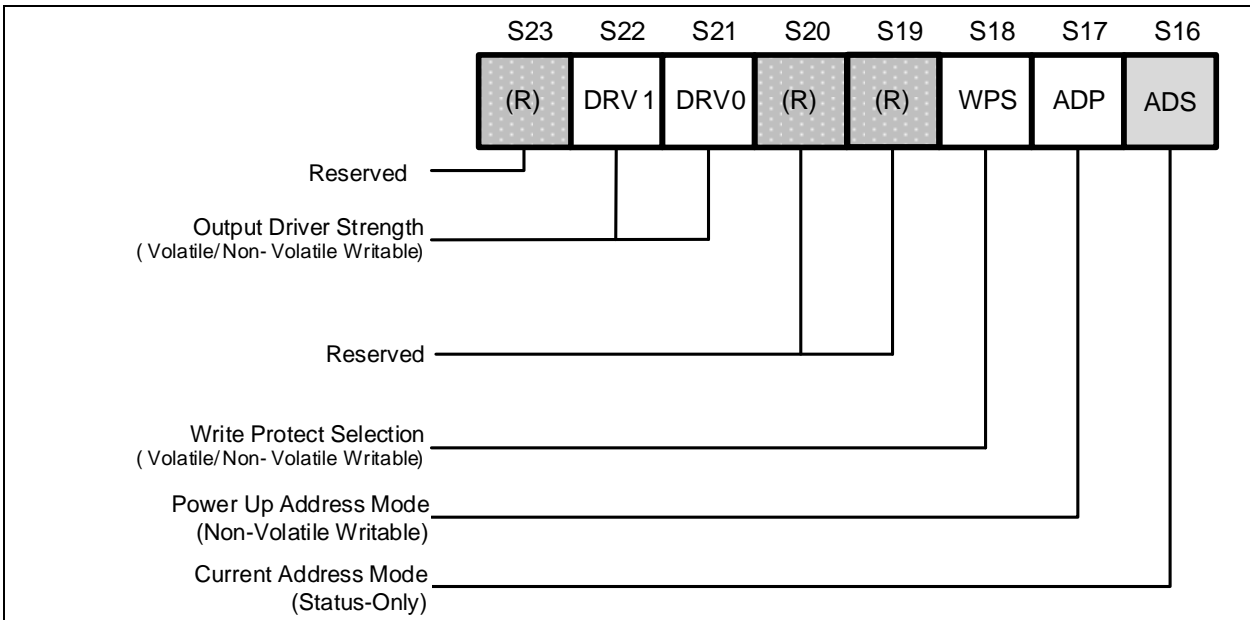 S23 S22 S21 S20 S19 S18 S17 S16
(R) DRV 1 DRV0 (R) (R) WPS ADP ADS
Reserved
Output Driver Strength
( Volatile/Non- Volatile Writable)
Reserved
Write Protect Selection
( Volatile/Non- Volatile Writable)
Power Up Address Mode
(Non-Volatile Writable)
Current Address Mode
(Status-Only)